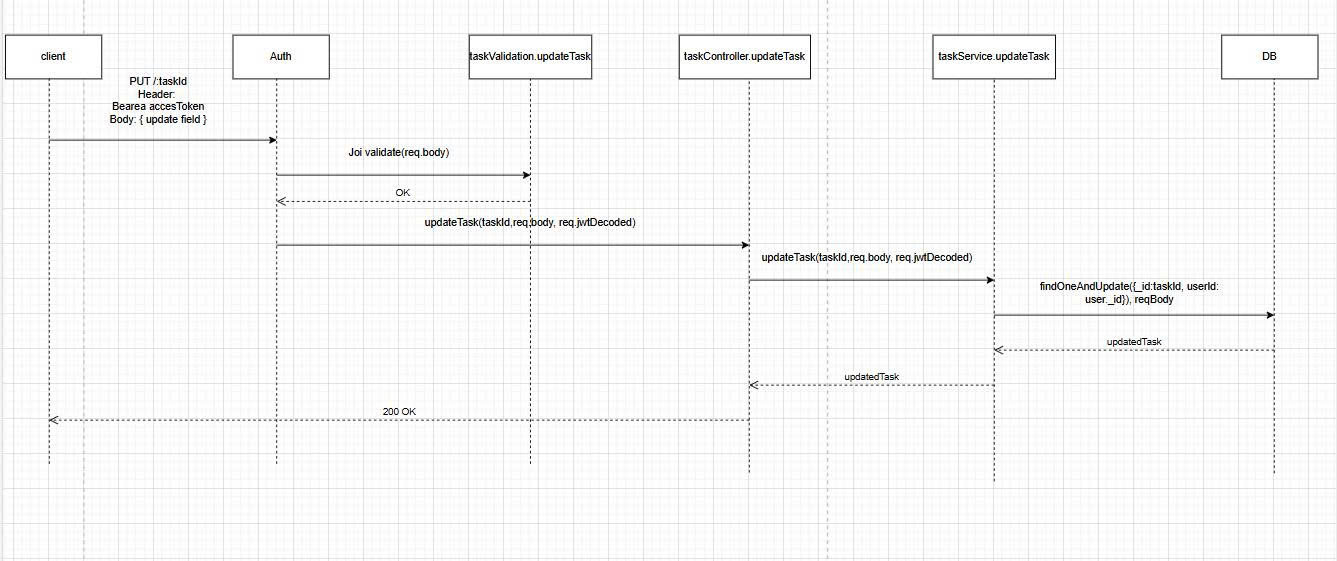 client
Auth
taskValidation.updateTask
taskController.updateTask
taskService.updateTask
DB
PUT /:taskId
Header:
Bearea accesToken
Body: { update field }
Joi validate(req.body)
OK
updateTask(taskId,req.body, req.jwtDecoded)
updateTask(taskId,req.body, req.jwtDecoded)
findOneAndUpdate({_id:taskId, userId:
user._id}), reqBody
updatedTask
updatedTask
200 OK